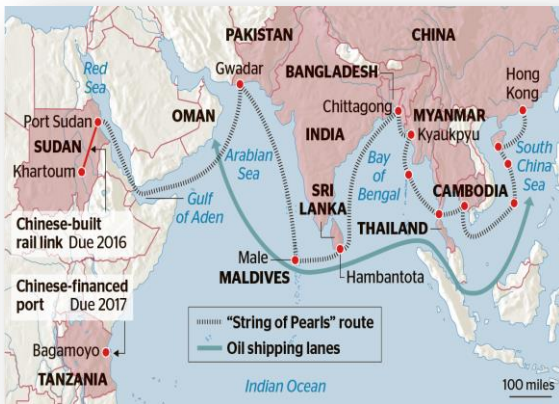 PAKISTAN
CHINA
Gwadar
BANGLADESH
Hong
Kong
Red
Sea
Chittagong
OMAN
MYANMAR
Port Sudan
Kyaukpyu
INDIA
SUDAN
Arabian
Sea
Bay
of
Bengal
South
China
Sea
Khartoum
SRI
LANKA
CAMBODIA
Gulf
of Aden
Chinese-built
rail link Due 2016
THAILAND
Male
MALDIVES
Hambantota
Chinese-financed
port Due 2017
"String of Pearls" route
Oil shipping lanes
Bagamoyo
TANZANIA
Indian Ocean
100 miles